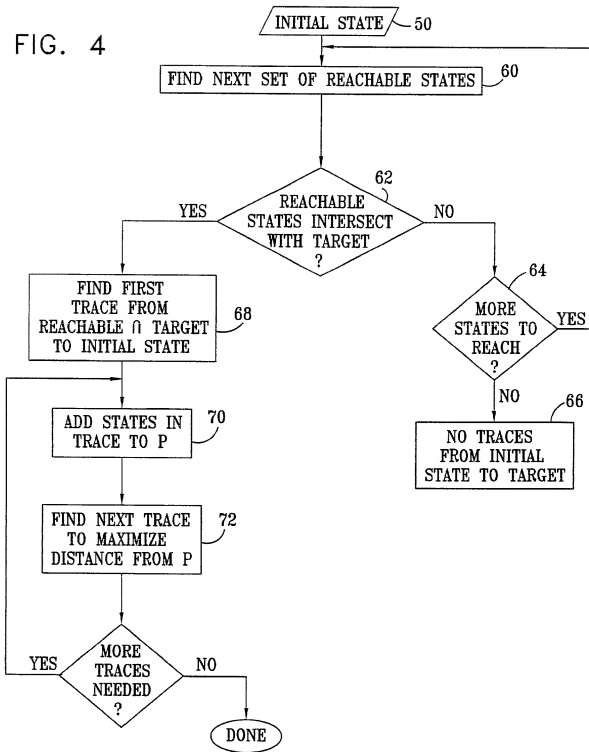 FIG. 4
INITIAL STATE
50
FIND NEXT SET OF REACHABLE STATES
60
62
REACHABLE
STATES INTERSECT
WITH TARGET
?
YES
NO
FIND FIRST
TRACE FROM
REACHABLE ∩ TARGET
TO INITIAL STATE
68
64
MORE
STATES TO
REACH
?
YES
NO
66
NO TRACES
FROM INITIAL
STATE TO TARGET
ADD STATES IN
TRACE TO P
70
FIND NEXT TRACE
TO MAXIMIZE
DISTANCE FROM P
72
MORE
TRACES
NEEDED
?
YES
NO
DONE